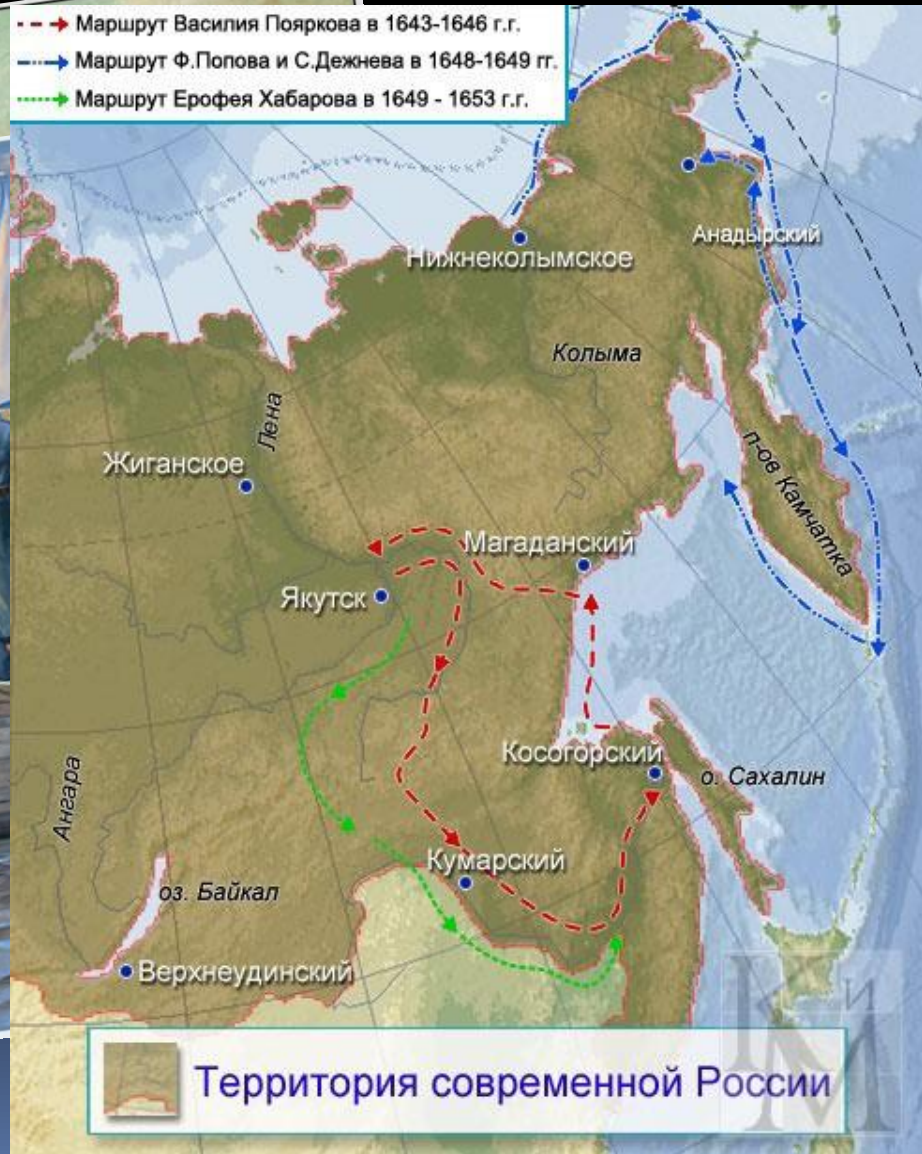 Маршрут Василия Пояркова в 1643-1646 г.г.
Маршрут Ф.Попова и С.Дежнева в 1648-1649 гг.
Маршрут Ерофея Хабарова в 1649 - 1653 г.г.
Анадырский
Нижнеколымское
Колыма
Лена
Жиганское
п-ов Камчатка
Магаданский
Якутск
Косогорский
о. Сахалин
Ангара
Кумарский
оз. Байкал
Верхнеудинский
Территория современной России
К и М